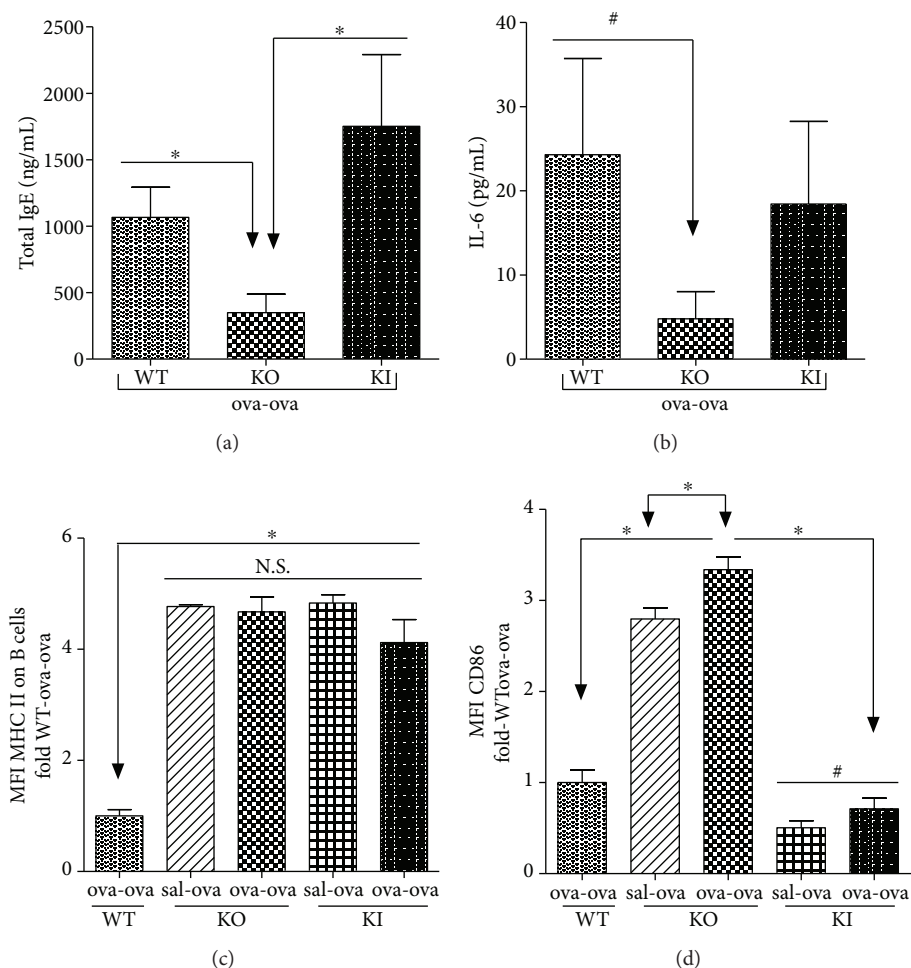 Total IgE (ng/mL)
2500
2000
1500
1000
500
0
*
*
WT
KO
KI
ova-ova
(a)
IL-6 (pg/mL)
40
30
20
10
0
#
WT
KO
KI
ova-ova
(b)
MFI MHC II on B cells
fold WT-ova-ova
6
4
2
0
*
N.S.
ova-ova
sal-ova
ova-ova
sal-ova
ova-ova
WT
KO
KI
(c)
MFI CD86
fold-WTova-ova
4
3
2
1
0
*
*
*
#
ova-ova
sal-ova
ova-ova
sal-ova
ova-ova
WT
KO
KI
(d)